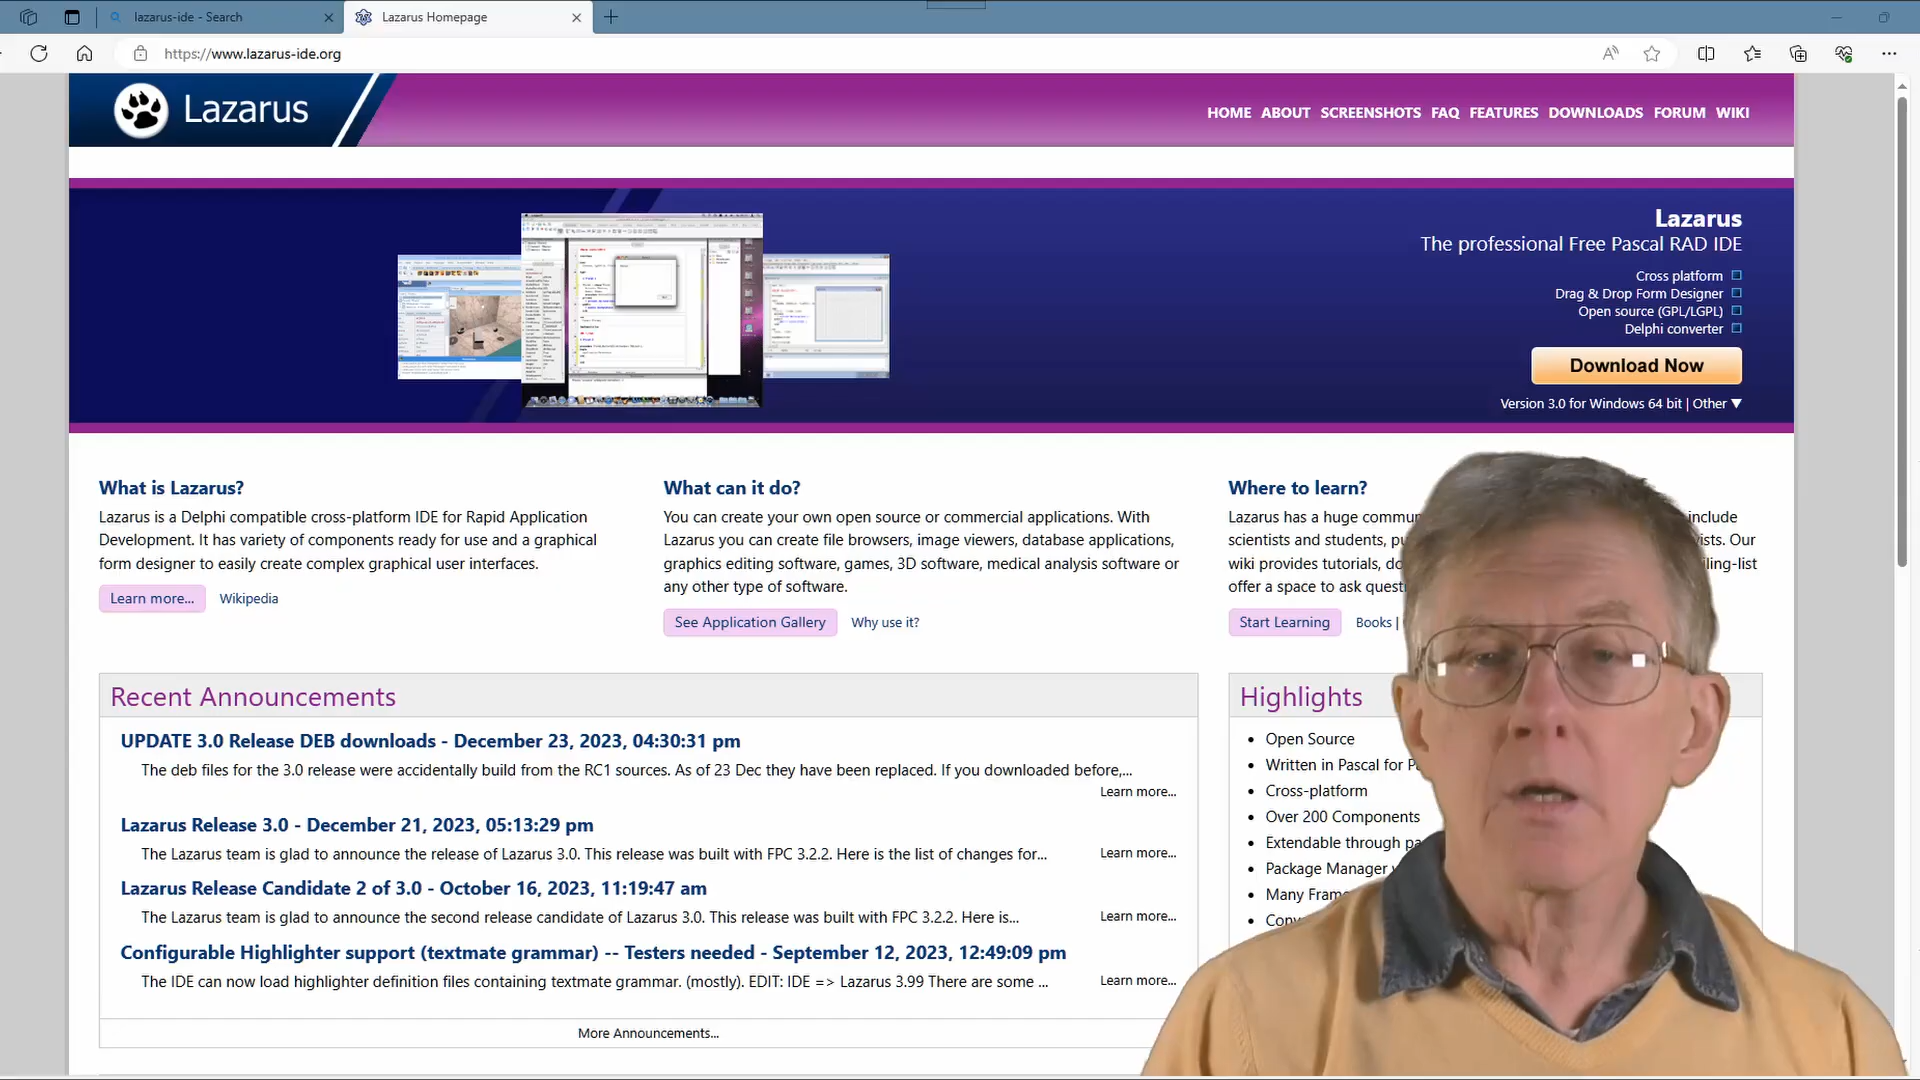 lazarus-ide - Search
Lazarus Homepage
https://www.lazarus-ide.org
Lazarus
HOME ABOUT SCREENSHOTS FAQ FEATURES DOWNLOADS FORUM WIKI
Lazarus
The professional Free Pascal RAD IDE
Cross platform
Drag & Drop Form Designer
Open source (GPL/LGPL)
Delphi converter
Download Now
Version 3.0 for Windows 64 bit | Other ▼
What is Lazarus?
Lazarus is a Delphi compatible cross-platform IDE for Rapid Application
Development. It has variety of components ready for use and a graphical
form designer to easily create complex graphical user interfaces.
Learn more... Wikipedia
What can it do?
You can create your own open source or commercial applications. With
Lazarus you can create file browsers, image viewers, database applications,
graphics editing software, games, 3D software, medical analysis software or
any other type of software.
See Application Gallery Why use it?
Where to learn?
Lazarus has a huge include
scientists and students, Our
wiki provides tutorials,
offer a space to ask
Start Learning Books |
Recent Announcements
UPDATE 3.0 Release DEB downloads - December 23, 2023, 04:30:31 pm
The deb files for the 3.0 release were accidentally build from the RC1 sources. As of 23 Dec they have been replaced. If you downloaded before,...
Learn more...
Lazarus Release 3.0 - December 21, 2023, 05:13:29 pm
The Lazarus team is glad to announce the release of Lazarus 3.0. This release was built with FPC 3.2.2. Here is the list of changes for... Learn more...
Lazarus Release Candidate 2 of 3.0 - October 16, 2023, 11:19:47 am
The Lazarus team is glad to announce the second release candidate of Lazarus 3.0. This release was built with FPC 3.2.2. Here is... Learn more...
Configurable Highlighter support (textmate grammar) -- Testers needed - September 12, 2023, 12:49:09 pm
The IDE can now load highlighter definition files containing textmate grammar. (mostly). EDIT: IDE => Lazarus 3.99 There are some ... Learn more...
More Announcements...
Highlights
Open Source
Written in Pascal for
Cross-platform
Over 200 Components
Extendable through
Package Manager
Many